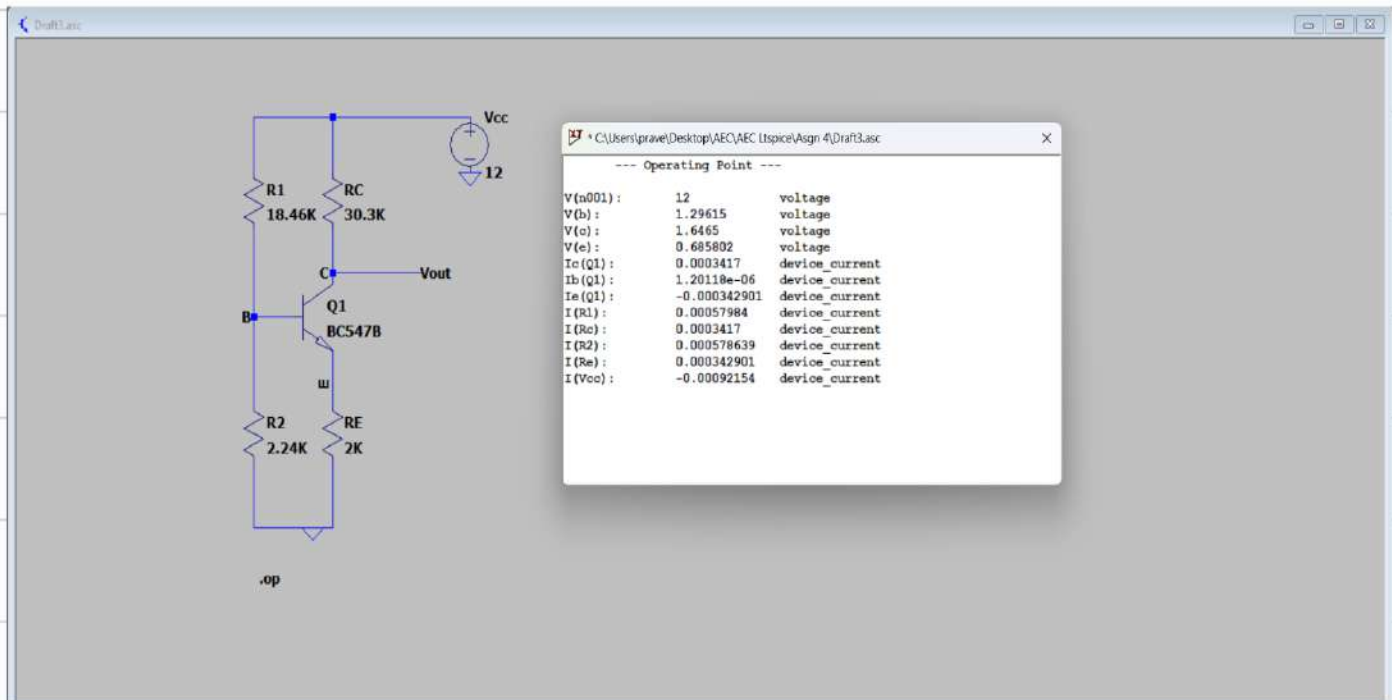 Draft3.asc
Vcc
12
R1
18.46K
RC
30.3K
C
Vout
B
Q1
BC547B
E
R2
2.24K
RE
2K
.op
* C:\Users\prave\Desktop\AEC\AEC Ltspice\Asgn 4\Draft3.asc
--- Operating Point ---
V(n001): 12 voltage
V(b): 1.29615 voltage
V(c): 1.6465 voltage
V(e): 0.685802 voltage
Ic(Q1): 0.0003417 device_current
Ib(Q1): 1.20118e-06 device_current
Ie(Q1): -0.000342901 device_current
I(R1): 0.00057984 device_current
I(Rc): 0.0003417 device_current
I(R2): 0.000578639 device_current
I(Re): 0.000342901 device_current
I(Vcc): -0.00092154 device_current